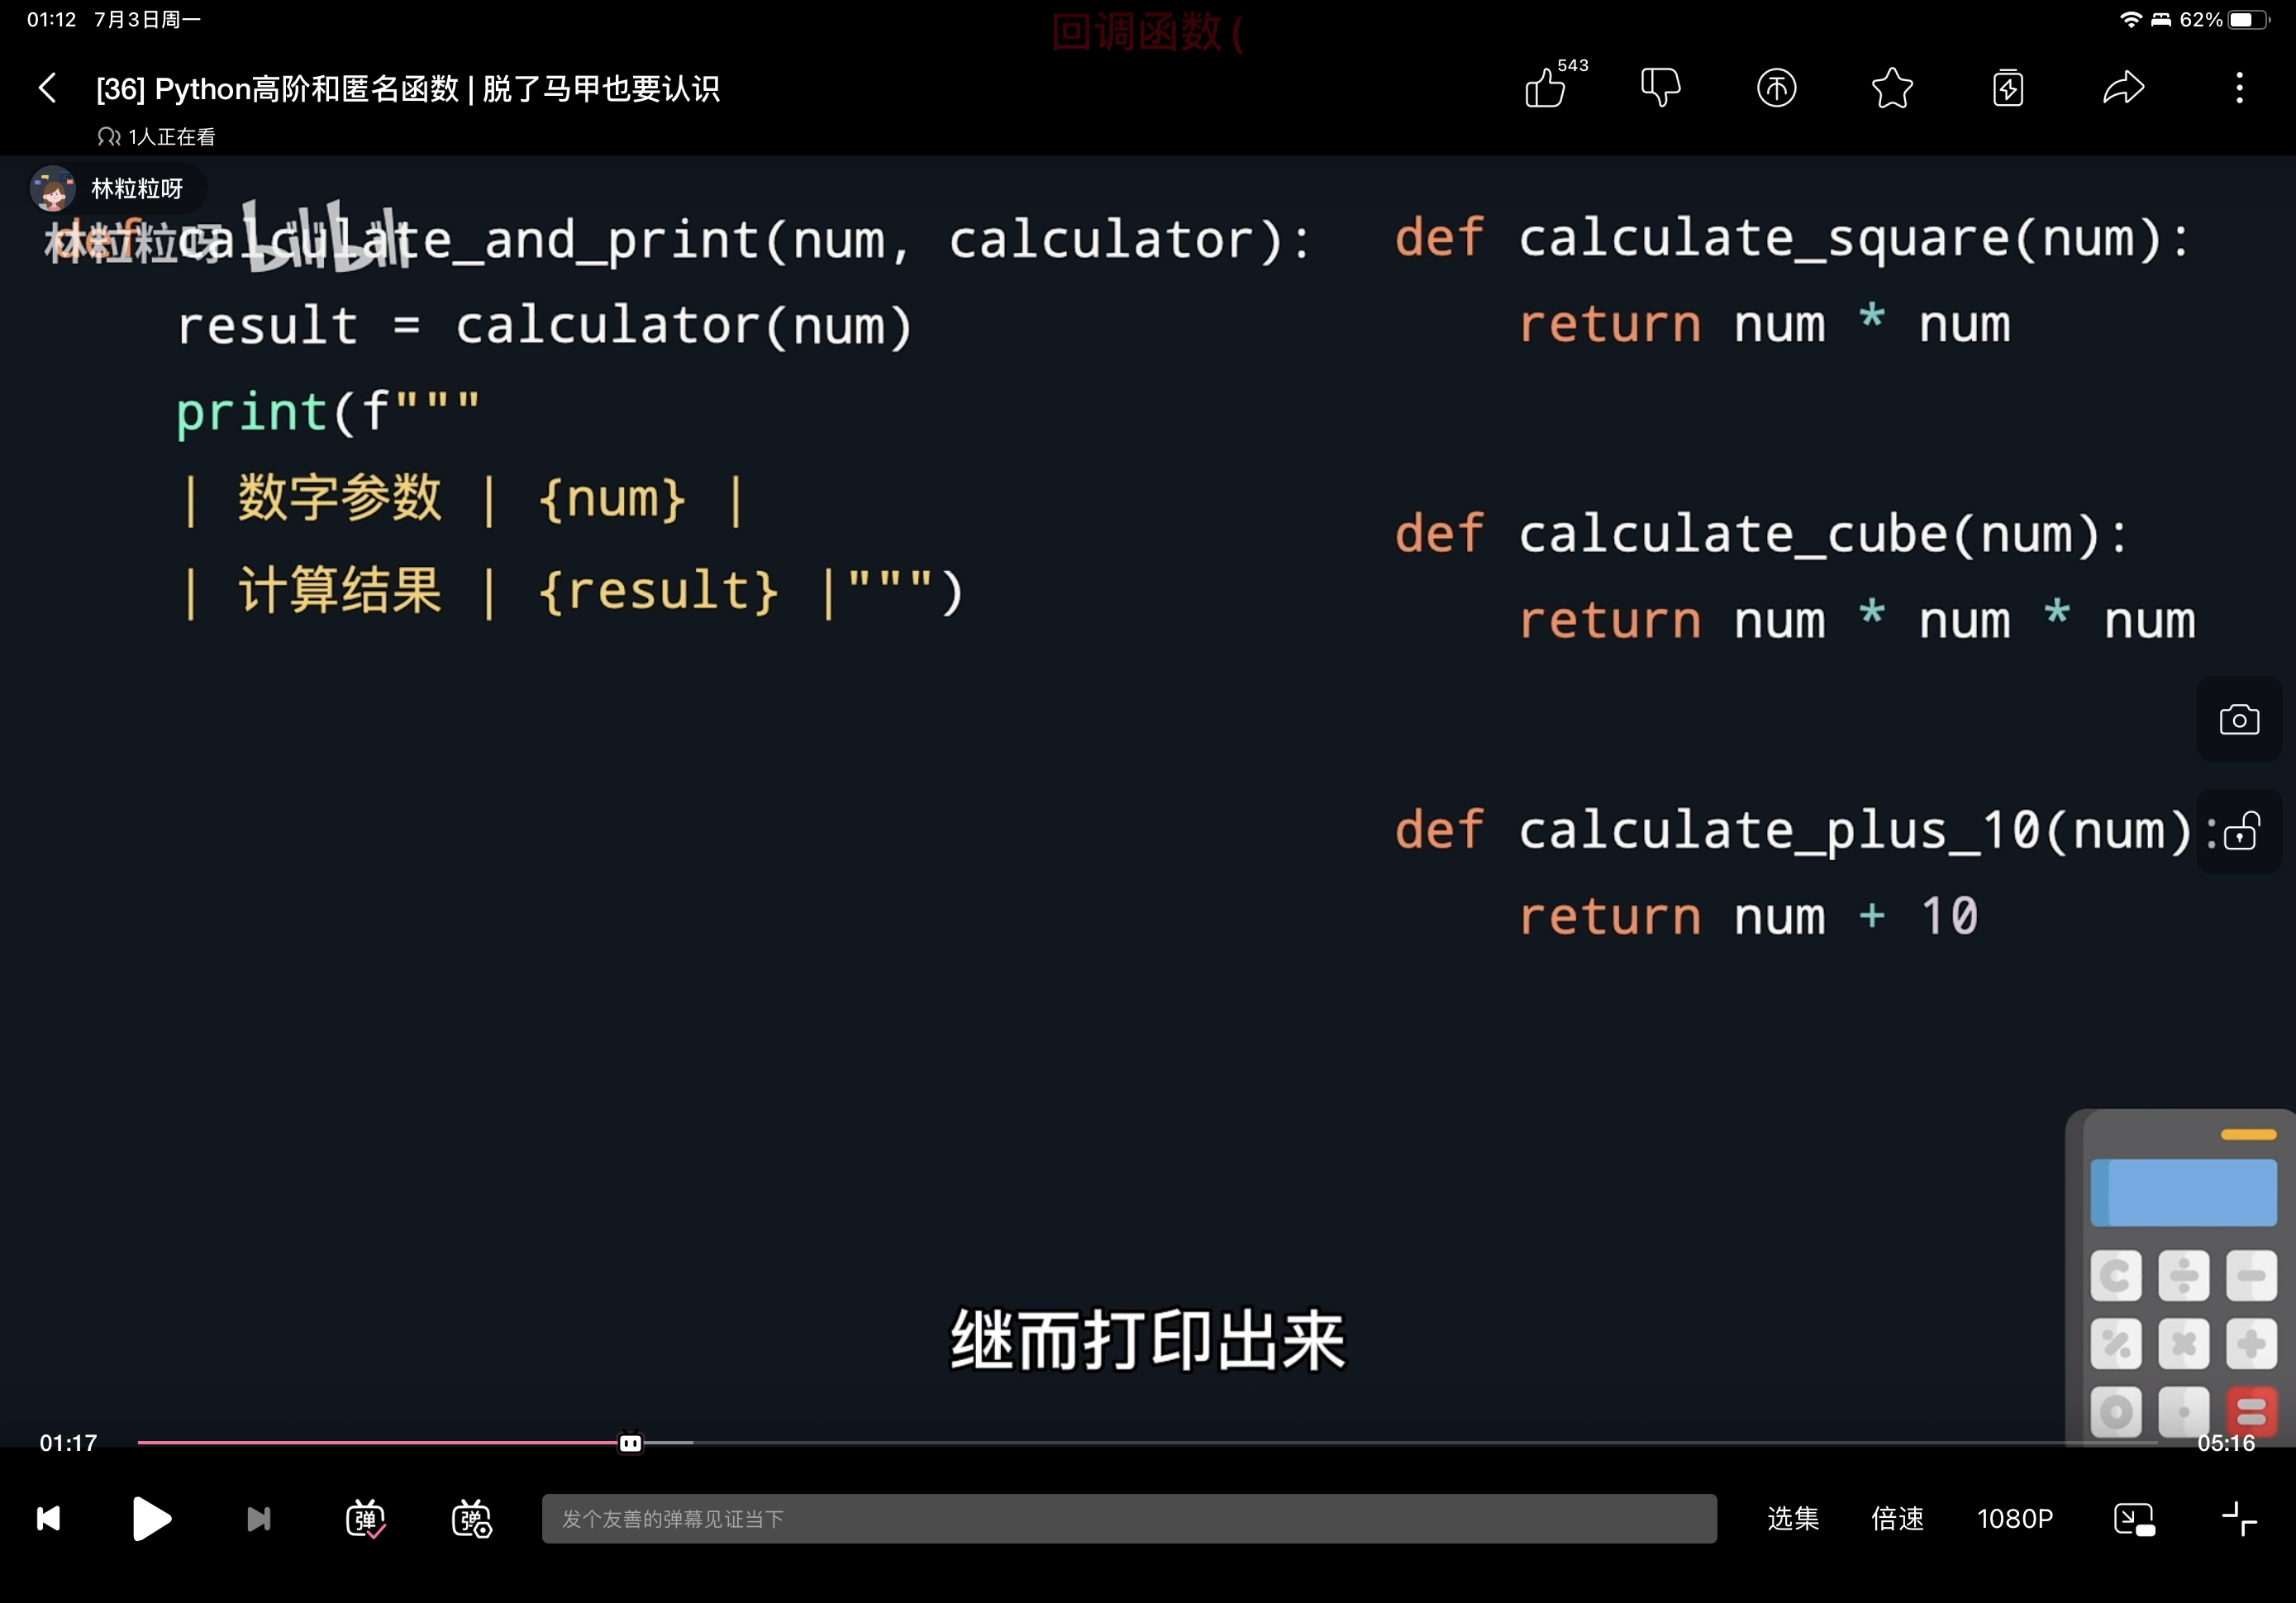 01:12 7月3日周一
回调函数 (
62%
[36] Python高阶和匿名函数 | 脱了马甲也要认识
543
1人正在看
林粒粒呀
林粒粒呀 bilibili
def calculate_and_print(num, calculator):
    result = calculator(num)
    print(f"""
    | 数字参数 | {num} |
    | 计算结果 | {result} |""")
def calculate_square(num):
    return num * num
def calculate_cube(num):
    return num * num * num
def calculate_plus_10(num):
    return num + 10
C ÷ −
% × +
0 · =
继而打印出来
01:17
05:16
弹 弹
发个友善的弹幕见证当下
选集 倍速 1080P